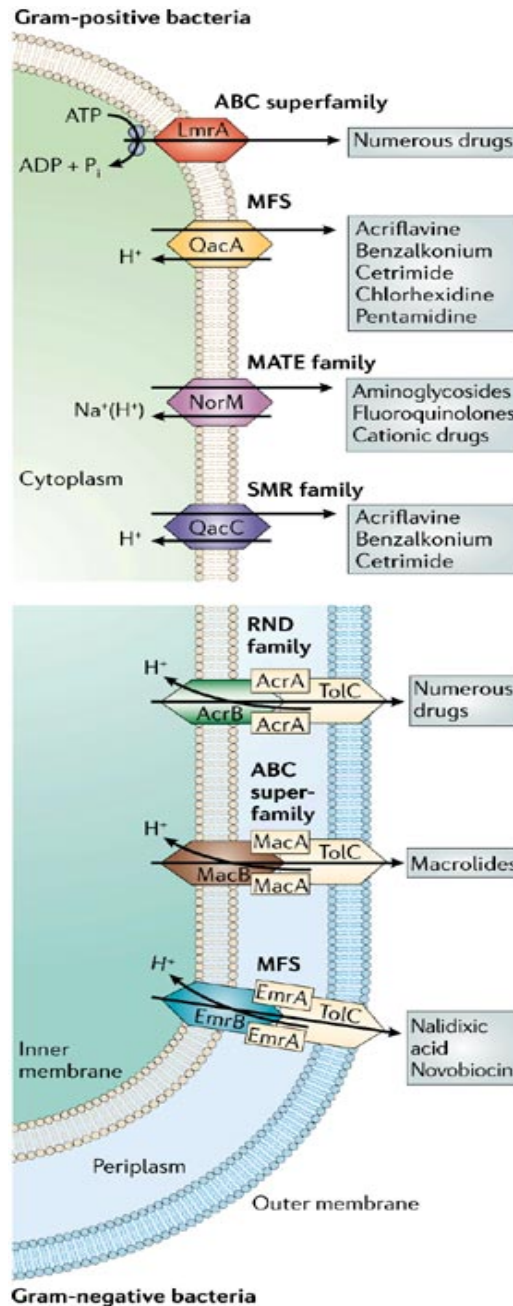 Gram-positive bacteria
ABC superfamily
ATP
LmrA
Numerous drugs
ADP + Pi
MFS
QacA
H+
Acriflavine
Benzalkonium
Cetrimide
Chlorhexidine
Pentamidine
MATE family
NorM
Na+(H+)
Aminoglycosides
Fluoroquinolones
Cationic drugs
Cytoplasm
SMR family
QacC
H+
Acriflavine
Benzalkonium
Cetrimide
RND
family
H+
AcrA
TolC
AcrB
AcrA
Numerous
drugs
ABC
super-
family
H+
MacA
TolC
MacB
MacA
Macrolides
MFS
H+
EmrA
TolC
EmrB
EmrA
Nalidixic
acid
Novobiocin
Inner
membrane
Periplasm
Outer membrane
Gram-negative bacteria